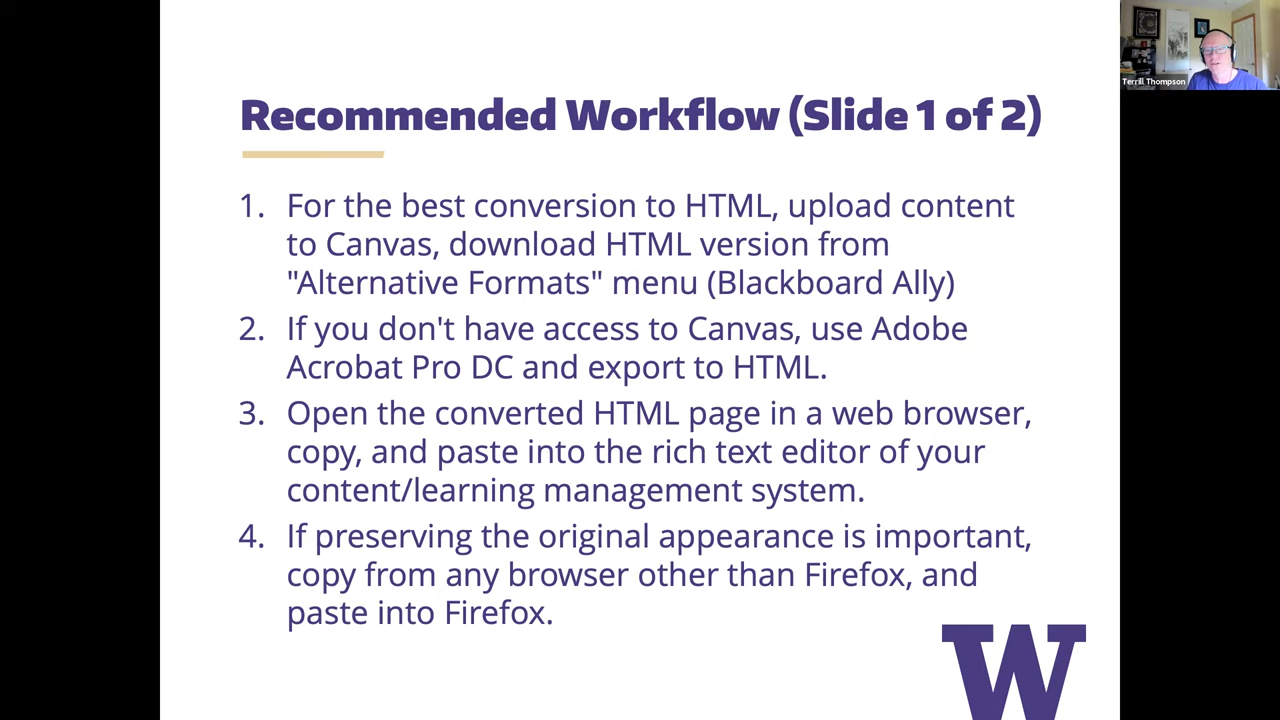 Recommended Workflow (Slide 1 of 2)
1. For the best conversion to HTML, upload content
to Canvas, download HTML version from
"Alternative Formats" menu (Blackboard Ally)
2. If you don't have access to Canvas, use Adobe
Acrobat Pro DC and export to HTML.
3. Open the converted HTML page in a web browser,
copy, and paste into the rich text editor of your
content/learning management system.
4. If preserving the original appearance is important,
copy from any browser other than Firefox, and
paste into Firefox.
W
Terrill Thompson